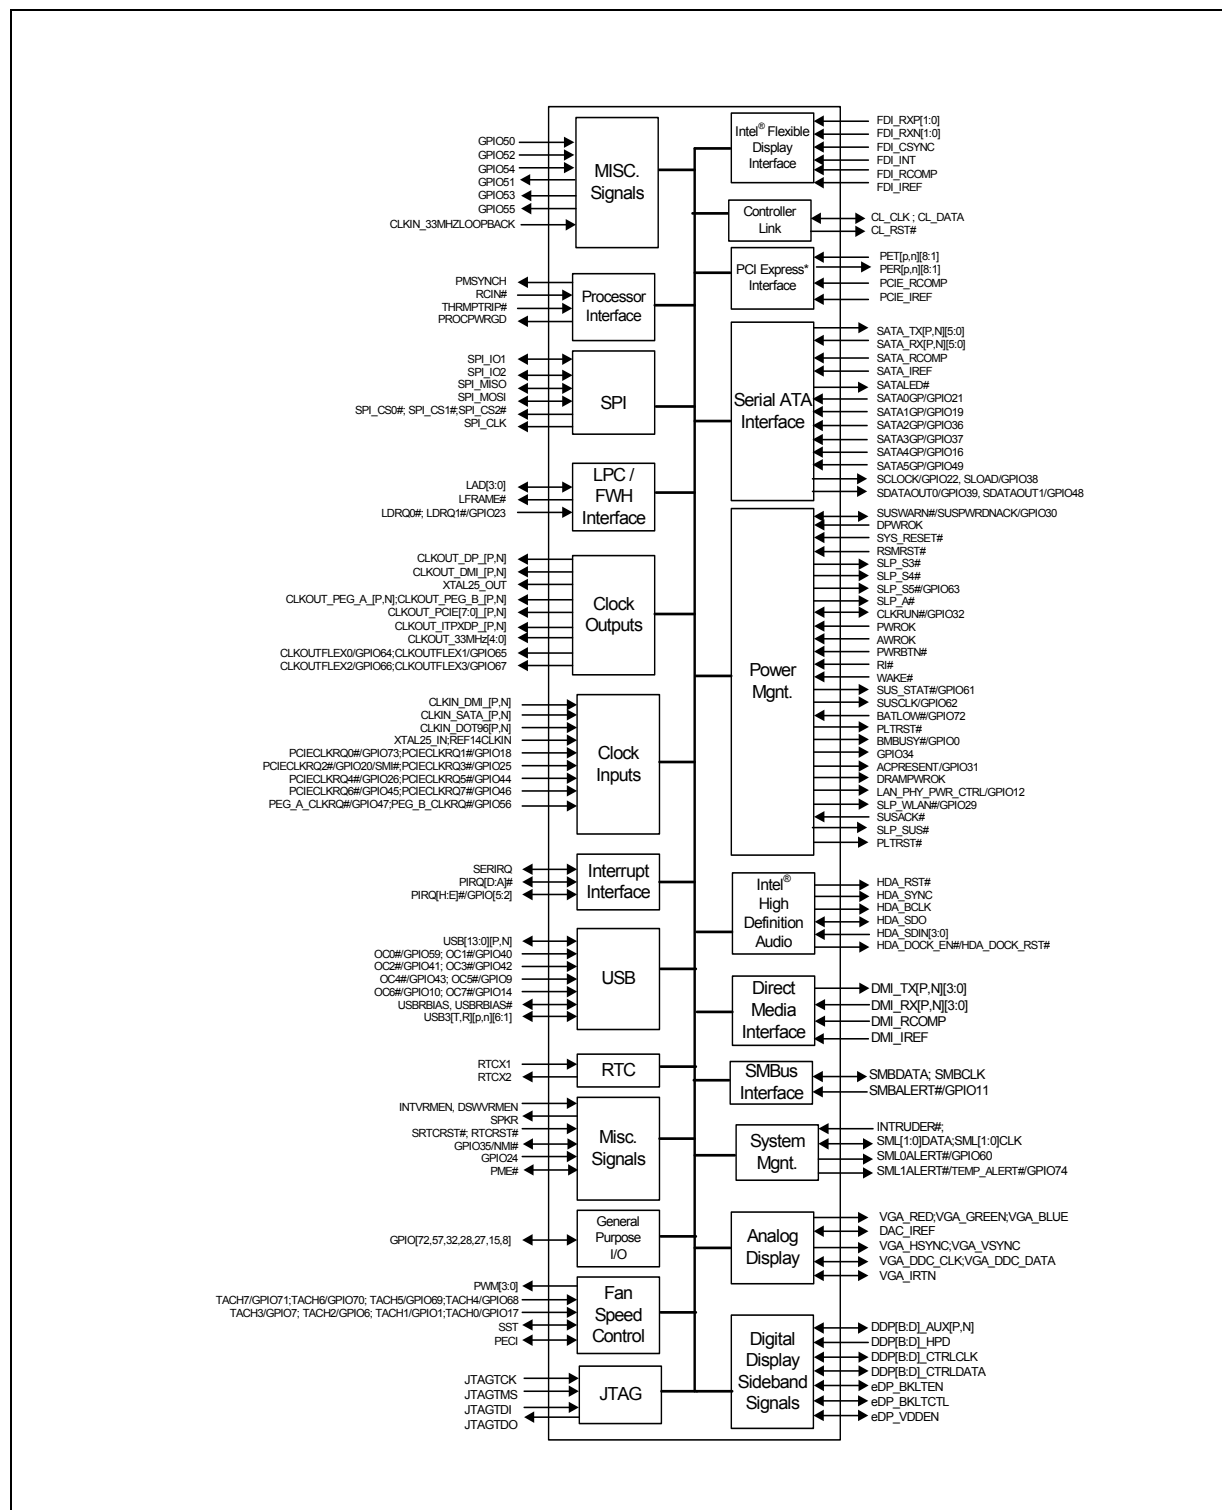 GPIO50
GPIO52
GPIO54
GPIO51
GPIO53
GPIO55
CLKIN_33MHZLOOPBACK
MISC.
Signals
PMSYNCH
RCIN#
THRMPTRIP#
PROCPWRGD
Processor
Interface
SPI_IO1
SPI_IO2
SPI_MISO
SPI_MOSI
SPI_CS0#; SPI_CS1#;SPI_CS2#
SPI_CLK
SPI
LAD[3:0]
LFRAME#
LDRQ0#; LDRQ1#/GPIO23
LPC /
FWH
Interface
CLKOUT_DP_[P,N]
CLKOUT_DMI_[P,N]
XTAL25_OUT
CLKOUT_PEG_A_[P,N];CLKOUT_PEG_B_[P,N]
CLKOUT_PCIE[7:0]_[P,N]
CLKOUT_ITPXDP_[P,N]
CLKOUT_33MHz[4:0]
CLKOUTFLEX0/GPIO64;CLKOUTFLEX1/GPIO65
CLKOUTFLEX2/GPIO66;CLKOUTFLEX3/GPIO67
Clock
Outputs
CLKIN_DMI_[P,N]
CLKIN_SATA_[P,N]
CLKIN_DOT96[P,N]
XTAL25_IN;REF14CLKIN
PCIECLKRQ0#/GPIO73;PCIECLKRQ1#/GPIO18
PCIECLKRQ2#/GPIO20/SMI#;PCIECLKRQ3#/GPIO25
PCIECLKRQ4#/GPIO26;PCIECLKRQ5#/GPIO44
PCIECLKRQ6#/GPIO45;PCIECLKRQ7#/GPIO46
PEG_A_CLKRQ#/GPIO47;PEG_B_CLKRQ#/GPIO56
Clock
Inputs
SERIRQ
PIRQ[D:A]#
PIRQ[H:E]#/GPIO[5:2]
Interrupt
Interface
USB[13:0][P,N]
OC0#/GPIO59; OC1#/GPIO40
OC2#/GPIO41; OC3#/GPIO42
OC4#/GPIO43; OC5#/GPIO9
OC6#/GPIO10; OC7#/GPIO14
USBRBIAS, USBRBIAS#
USB3[T,R][p,n][6:1]
USB
RTCX1
RTCX2
RTC
INTVRMEN, DSWVRMEN
SPKR
SRTCRST#; RTCRST#
GPIO35/NMI#
GPIO24
PME#
Misc.
Signals
GPIO[72,57,32,28,27,15,8]
General
Purpose
I/O
PWM[3:0]
TACH7/GPIO71;TACH6/GPIO70; TACH5/GPIO69;TACH4/GPIO68
TACH3/GPIO7; TACH2/GPIO6; TACH1/GPIO1;TACH0/GPIO17
SST
PECI
Fan
Speed
Control
JTAGTCK
JTAGTMS
JTAGTDI
JTAGTDO
JTAG
Intel® Flexible
Display
Interface
FDI_RXP[1:0]
FDI_RXN[1:0]
FDI_CSYNC
FDI_INT
FDI_RCOMP
FDI_IREF
Controller
Link
CL_CLK ; CL_DATA
CL_RST#
PCI Express*
Interface
PET[p,n][8:1]
PER[p,n][8:1]
PCIE_RCOMP
PCIE_IREF
Serial ATA
Interface
SATA_TX[P,N][5:0]
SATA_RX[P,N][5:0]
SATA_RCOMP
SATA_IREF
SATALED#
SATA0GP/GPIO21
SATA1GP/GPIO19
SATA2GP/GPIO36
SATA3GP/GPIO37
SATA4GP/GPIO16
SATA5GP/GPIO49
SCLOCK/GPIO22, SLOAD/GPIO38
SDATAOUT0/GPIO39, SDATAOUT1/GPIO48
Power
Mgnt.
SUSWARN#/SUSPWRDNACK/GPIO30
DPWROK
SYS_RESET#
RSMRST#
SLP_S3#
SLP_S4#
SLP_S5#/GPIO63
SLP_A#
CLKRUN#/GPIO32
PWROK
AWROK
PWRBTN#
RI#
WAKE#
SUS_STAT#/GPIO61
SUSCLK/GPIO62
BATLOW#/GPIO72
PLTRST#
BMBUSY#/GPIO0
GPIO34
ACPRESENT/GPIO31
DRAMPWROK
LAN_PHY_PWR_CTRL/GPIO12
SLP_WLAN#/GPIO29
SUSACK#
SLP_SUS#
PLTRST#
Intel®
High
Definition
Audio
HDA_RST#
HDA_SYNC
HDA_BCLK
HDA_SDO
HDA_SDIN[3:0]
HDA_DOCK_EN#/HDA_DOCK_RST#
Direct
Media
Interface
DMI_TX[P,N][3:0]
DMI_RX[P,N][3:0]
DMI_RCOMP
DMI_IREF
SMBus
Interface
SMBDATA; SMBCLK
SMBALERT#/GPIO11
System
Mgnt.
INTRUDER#;
SML[1:0]DATA;SML[1:0]CLK
SML0ALERT#/GPIO60
SML1ALERT#/TEMP_ALERT#/GPIO74
Analog
Display
VGA_RED;VGA_GREEN;VGA_BLUE
DAC_IREF
VGA_HSYNC;VGA_VSYNC
VGA_DDC_CLK;VGA_DDC_DATA
VGA_IRTN
Digital
Display
Sideband
Signals
DDP[B:D]_AUX[P,N]
DDP[B:D]_HPD
DDP[B:D]_CTRLCLK
DDP[B:D]_CTRLDATA
eDP_BKLTEN
eDP_BKLTCTL
eDP_VDDEN